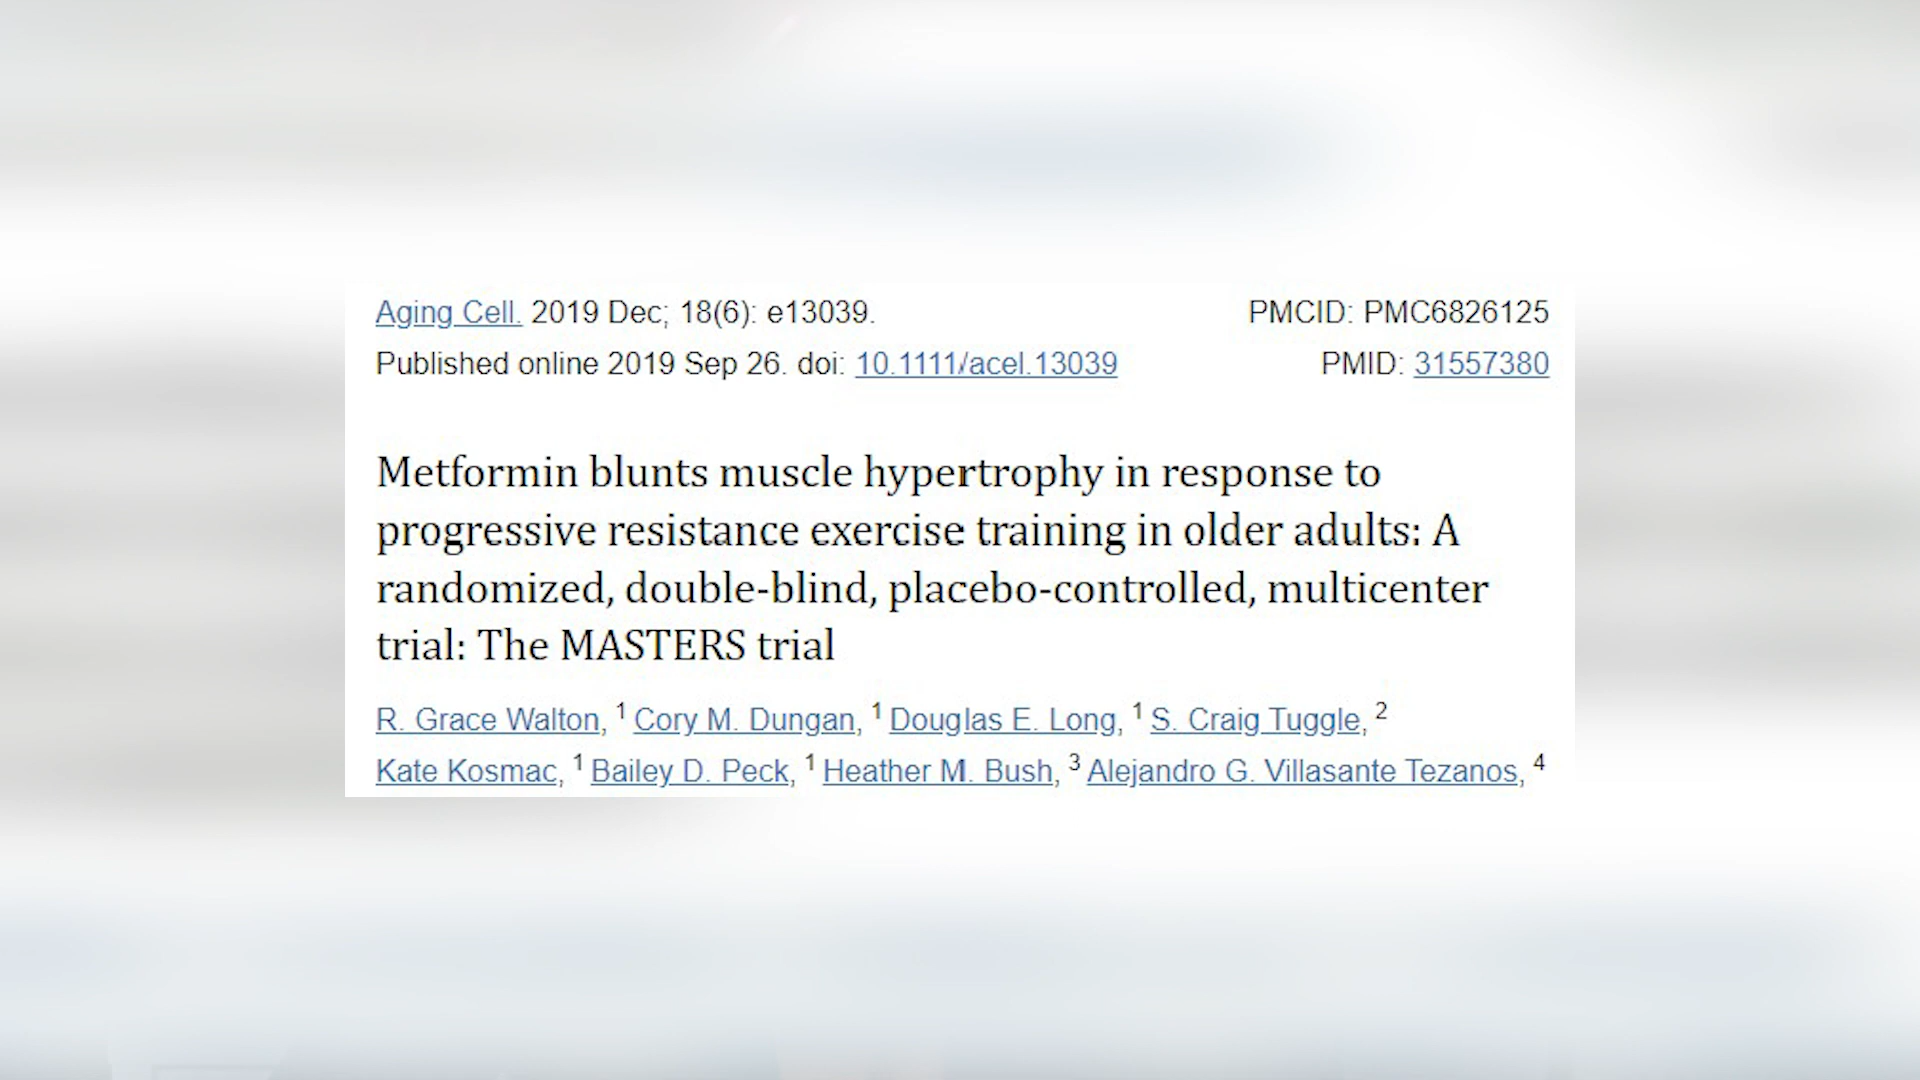 Aging Cell. 2019 Dec; 18(6): e13039. PMCID: PMC6826125
Published online 2019 Sep 26. doi: 10.1111/acel.13039 PMID: 31557380
Metformin blunts muscle hypertrophy in response to
progressive resistance exercise training in older adults: A
randomized, double-blind, placebo-controlled, multicenter
trial: The MASTERS trial
R. Grace Walton, 1 Cory M. Dungan, 1 Douglas E. Long, 1 S. Craig Tuggle, 2
Kate Kosmac, 1 Bailey D. Peck, 1 Heather M. Bush, 3 Alejandro G. Villasante Tezanos, 4